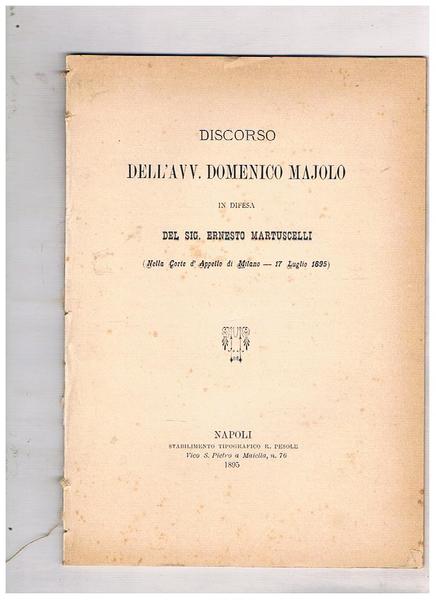 DISCORSO
DELL'AVV. DOMENICO MAJOLO
IN DIFESA
DEL SIG. ERNESTO MARTUSCELLI
(Nella Corte d'Appello di Milano — 17 Luglio 1895)
NAPOLI
STABILIMENTO TIPOGRAFICO R. PESOLE
Vico S. Pietro a Maiella, n. 76
1895